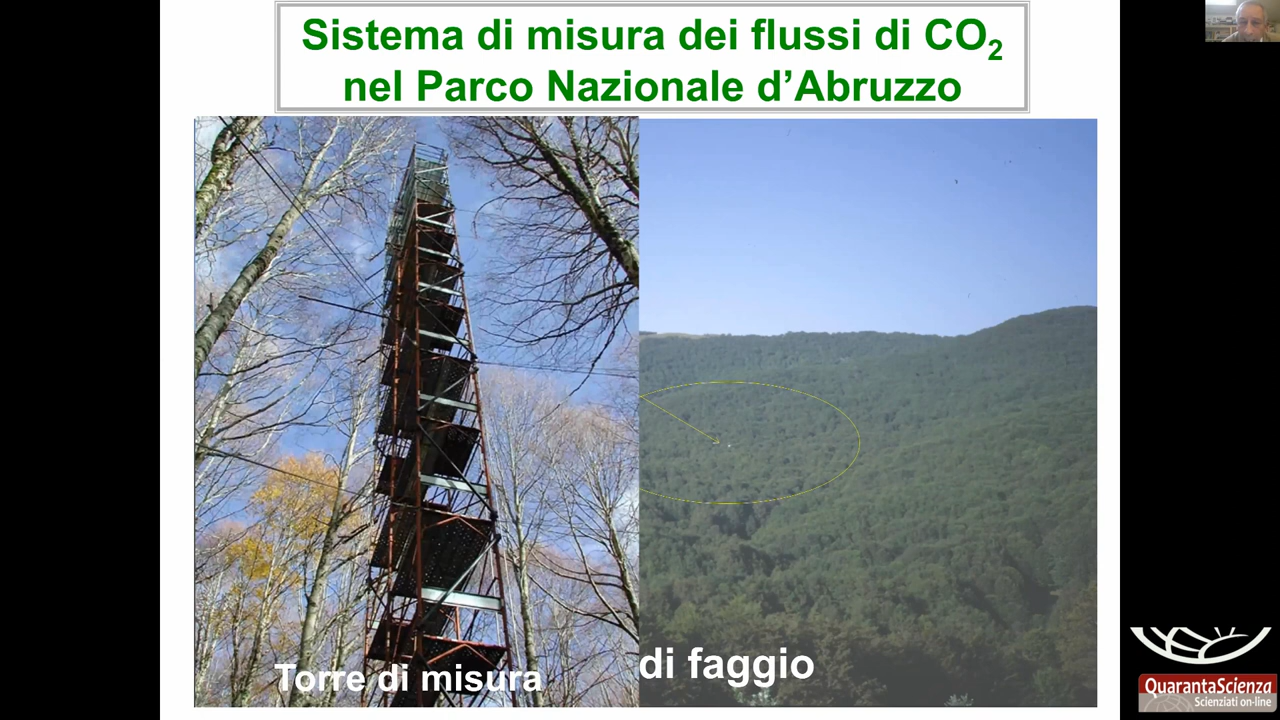 Sistema di misura dei flussi di CO₂
nel Parco Nazionale d’Abruzzo
Torre di misura
di faggio
QuarantaScienza
Scienziati on-line